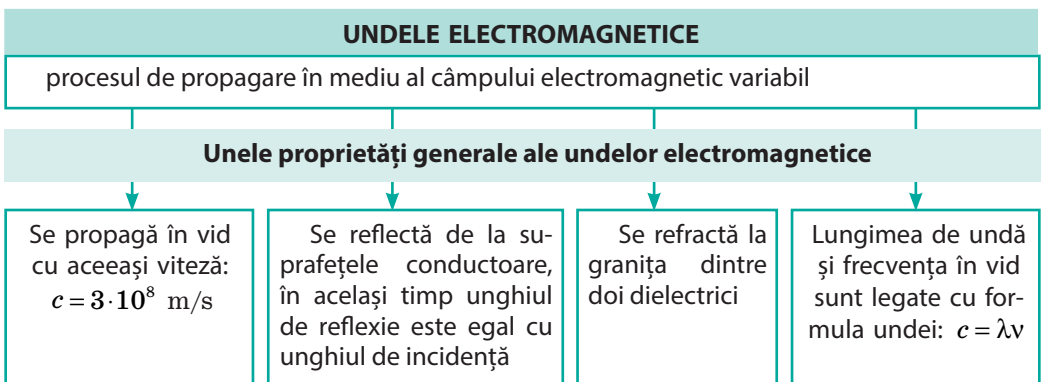 UNDELE ELECTROMAGNETICE
procesul de propagare în mediu al câmpului electromagnetic variabil
Unele proprietăți generale ale undelor electromagnetice
Se propagă în vid
cu aceeași viteză:
c = 3·10⁸ m/s
Se reflectă de la su-
prafețele conductoare,
în același timp unghiul
de reflexie este egal cu
unghiul de incidență
Se refractă la
granița dintre
doi dielectrici
Lungimea de undă
și frecvența în vid
sunt legate cu for-
mula undei: c = λν